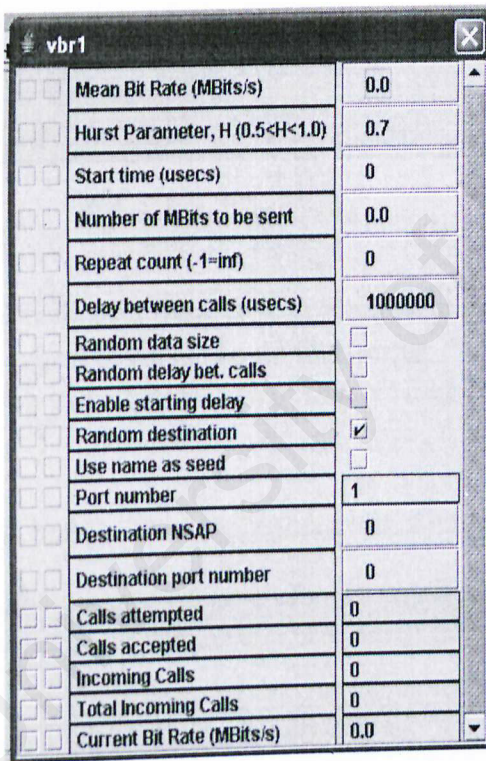 vbr1
Mean Bit Rate (MBits/s) 0.0
Hurst Parameter, H (0.5<H<1.0) 0.7
Start time (usecs) 0
Number of MBits to be sent 0.0
Repeat count (-1=inf) 0
Delay between calls (usecs) 1000000
Random data size
Random delay bet. calls
Enable starting delay
Random destination
Use name as seed
Port number 1
Destination NSAP 0
Destination port number 0
Calls attempted 0
Calls accepted 0
Incoming Calls 0
Total Incoming Calls 0
Current Bit Rate (MBits/s) 0.0
University of